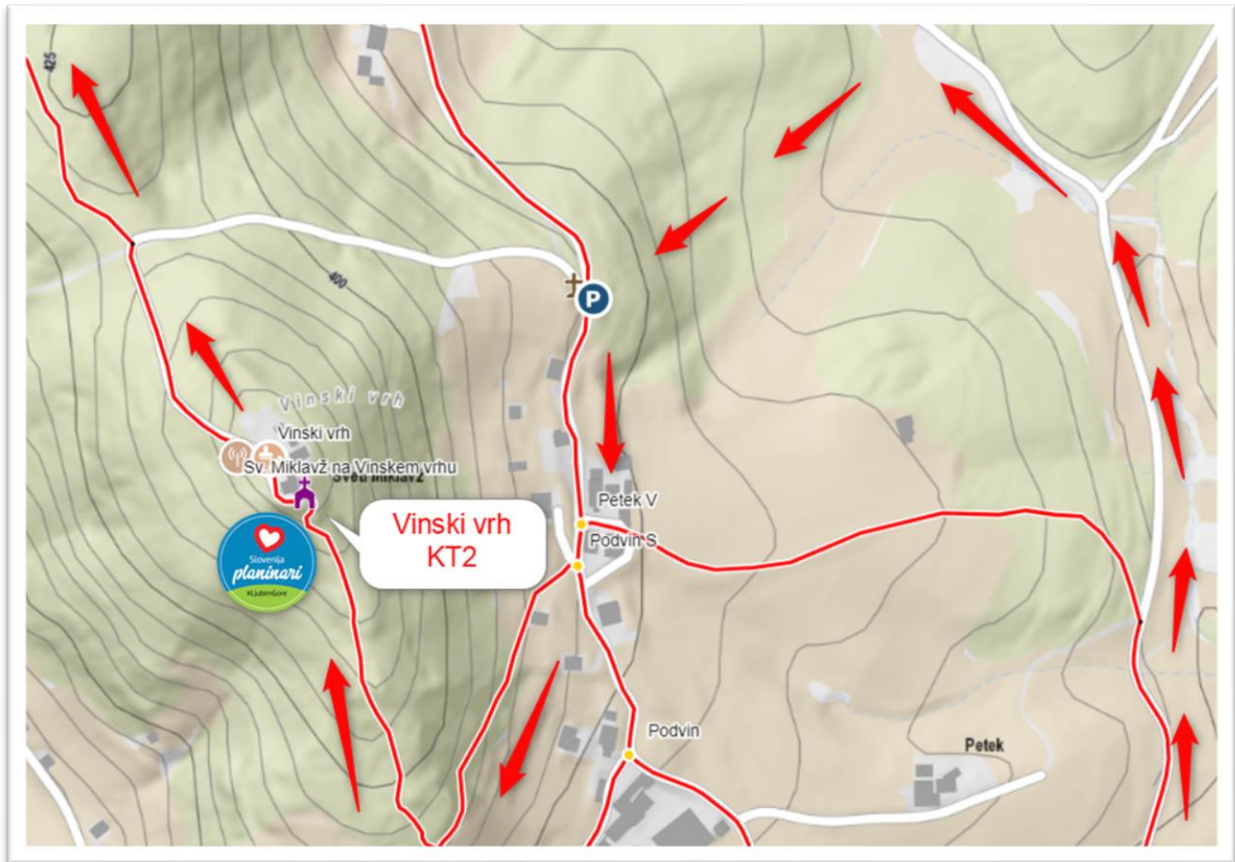 425
400
P
Vinski vrh
Vinski vrh
Sv. Miklavž na Vinskem vrhu
Sveti Miklavž
Vinski vrh
KT2
Slovenija
planinari
#LjubimGore
Petek V
Podvin S
Podvin
Petek